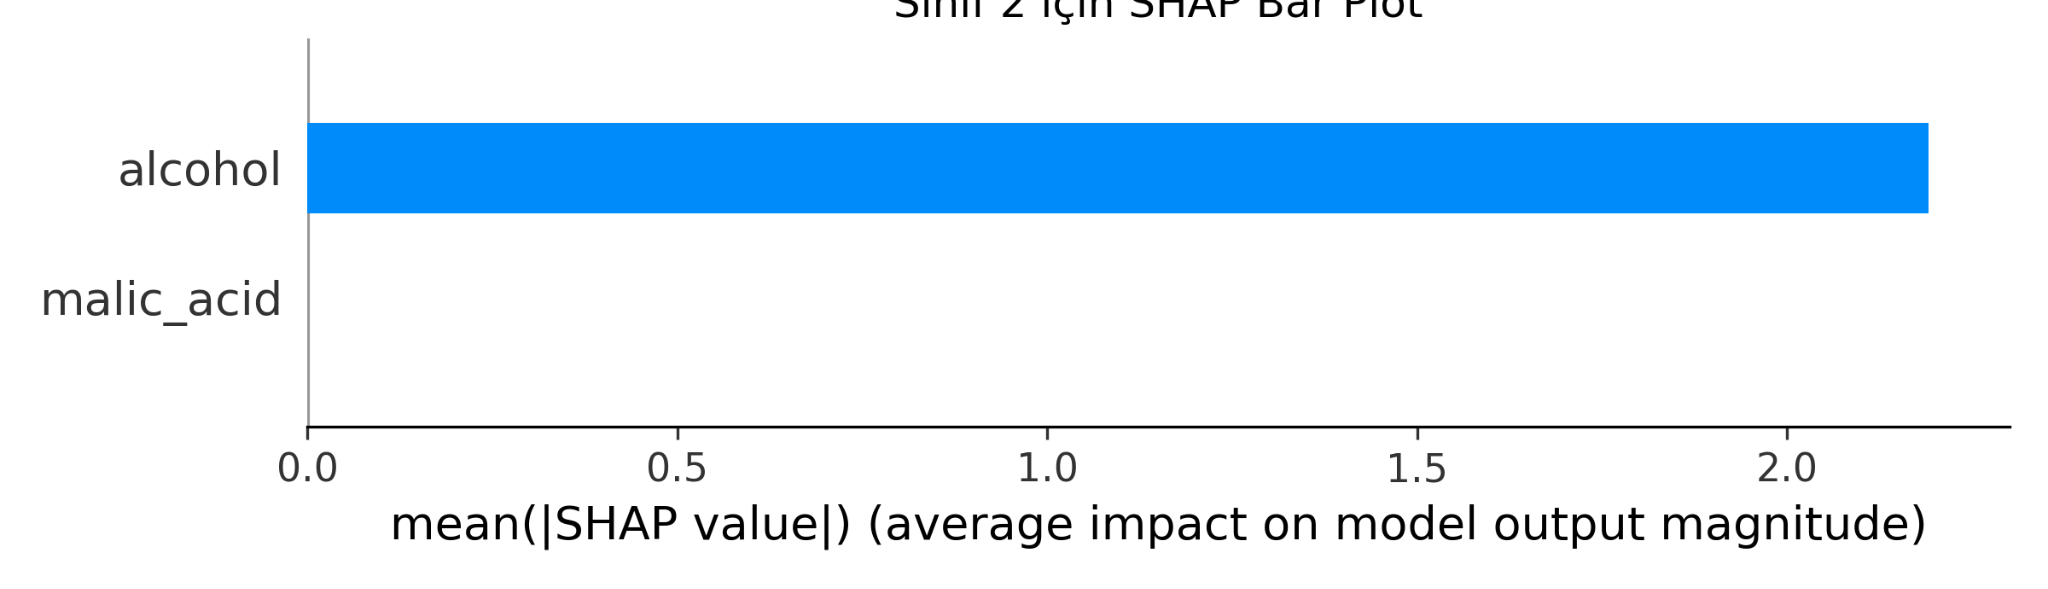 Sınıf 2 için SHAP Bar Plot
alcohol
malic_acid
0.0 0.5 1.0 1.5 2.0
mean(|SHAP value|) (average impact on model output magnitude)